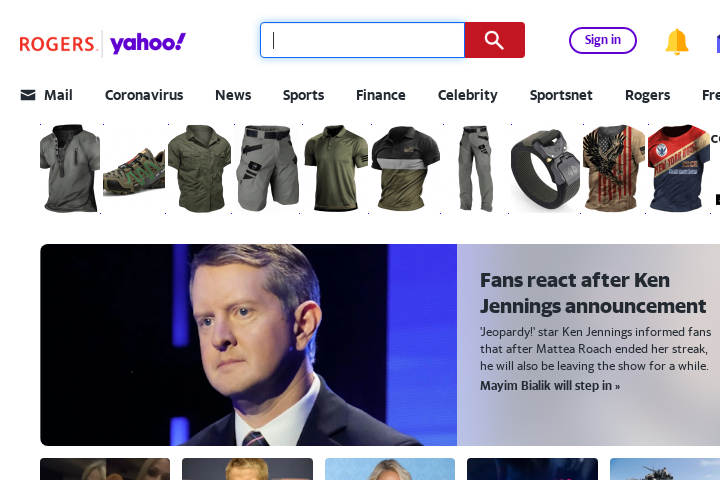 ROGERS yahoo!
Sign in
Mail Coronavirus News Sports Finance Celebrity Sportsnet Rogers Fre
Fans react after Ken
Jennings announcement
'Jeopardy!' star Ken Jennings informed fans
that after Mattea Roach ended her streak,
he will also be leaving the show for a while.
Mayim Bialik will step in »